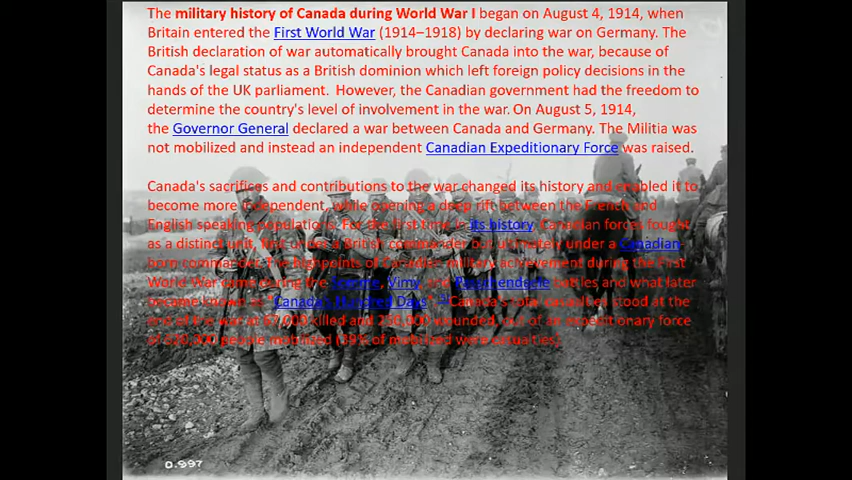 The military history of Canada during World War I began on August 4, 1914, when
Britain entered the First World War (1914–1918) by declaring war on Germany. The
British declaration of war automatically brought Canada into the war, because of
Canada's legal status as a British dominion which left foreign policy decisions in the
hands of the UK parliament. However, the Canadian government had the freedom to
determine the country's level of involvement in the war. On August 5, 1914,
the Governor General declared a war between Canada and Germany. The Militia was
not mobilized and instead an independent Canadian Expeditionary Force was raised.
Canada's sacrifices and contributions to the war changed its history and enabled it to
become more independent, while opening a deep rift between the French and
English speaking populations. For the first time in its history, Canadian forces fought
as a distinct unit, first under a British commander but ultimately under a Canadian-
born commander. The highpoints of Canadian military achievement during the First
World War came during the Somme, Vimy, and Passchendaele battles and what later
became known as "Canada's Hundred Days". Canada's total casualties stood at the
end of the war at 67,000 killed and 250,000 wounded, out of an expeditionary force
of 620,000 people mobilized (39% of mobilized were casualties).
O.997